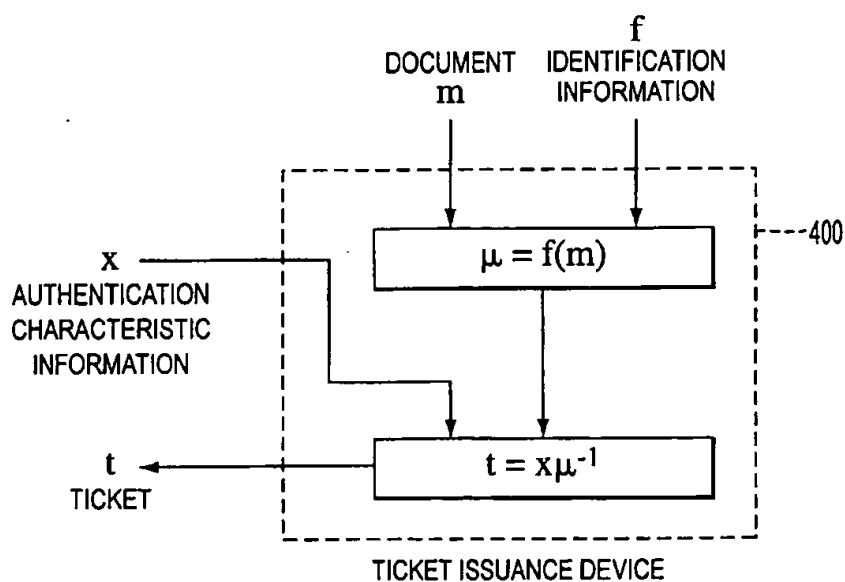 f
DOCUMENT IDENTIFICATION
m INFORMATION
μ = f(m)
400
x
AUTHENTICATION
CHARACTERISTIC
INFORMATION
t = xμ⁻¹
t
TICKET
TICKET ISSUANCE DEVICE